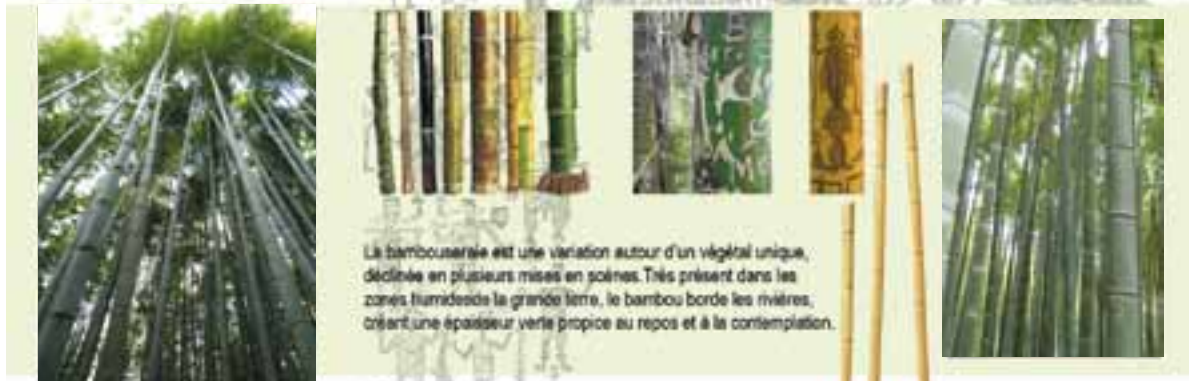 La bambouseraie est une variation autour d'un végétal unique,
déclinée en plusieurs mises en scènes. Très présent dans les
zones humideside la grande terre, le bambou borde les rivières,
créant une épaisseur verte propice au repos et à la contemplation.